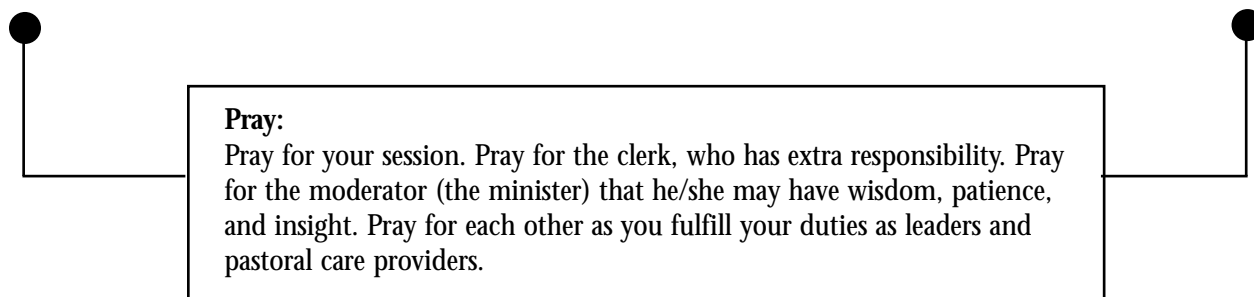 Pray:
Pray for your session. Pray for the clerk, who has extra responsibility. Pray
for the moderator (the minister) that he/she may have wisdom, patience,
and insight. Pray for each other as you fulfill your duties as leaders and
pastoral care providers.